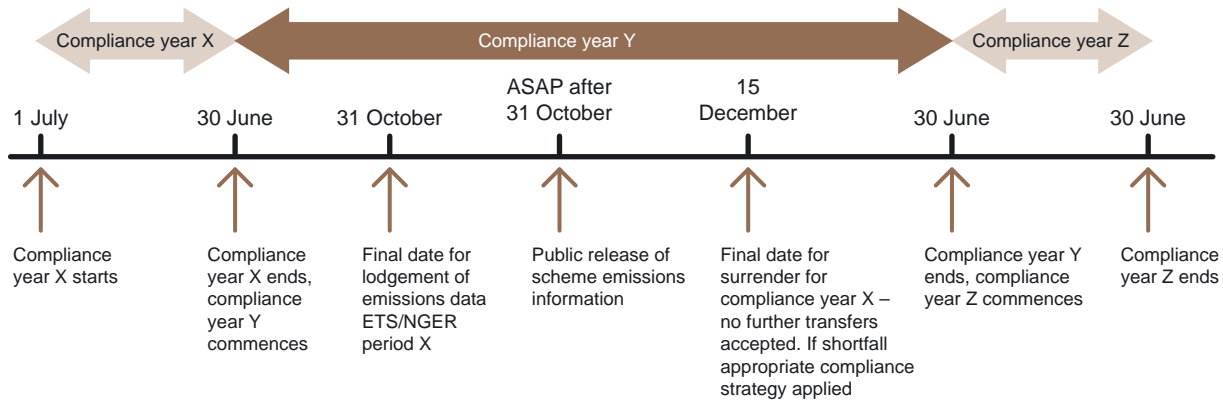 Compliance year X
Compliance year Y
Compliance year Z
1 July
30 June
31 October
ASAP after
31 October
15
December
30 June
30 June
Compliance
year X starts
Compliance
year X ends,
compliance
year Y
commences
Final date for
lodgement of
emissions data
ETS/NGER
period X
Public release of
scheme emissions
information
Final date for
surrender for
compliance year X –
no further transfers
accepted. If shortfall
appropriate compliance
strategy applied
Compliance year Y
ends, compliance
year Z commences
Compliance
year Z ends